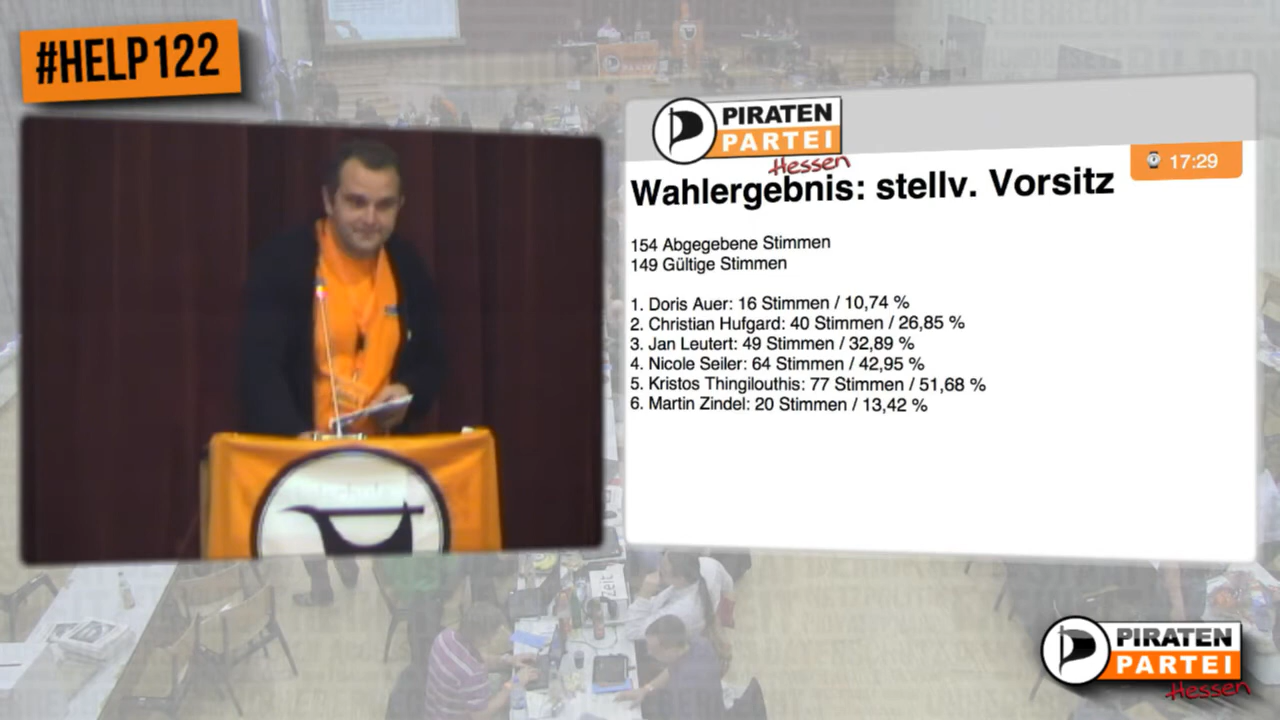 #HELP122
PIRATEN
PARTEI
Hessen
17:29
Wahlergebnis: stellv. Vorsitz
154 Abgegebene Stimmen
149 Gültige Stimmen
1. Doris Auer: 16 Stimmen / 10,74 %
2. Christian Hufgard: 40 Stimmen / 26,85 %
3. Jan Leutert: 49 Stimmen / 32,89 %
4. Nicole Seiler: 64 Stimmen / 42,95 %
5. Kristos Thingilouthis: 77 Stimmen / 51,68 %
6. Martin Zindel: 20 Stimmen / 13,42 %
Zeit
PIRATEN
PARTEI
Hessen